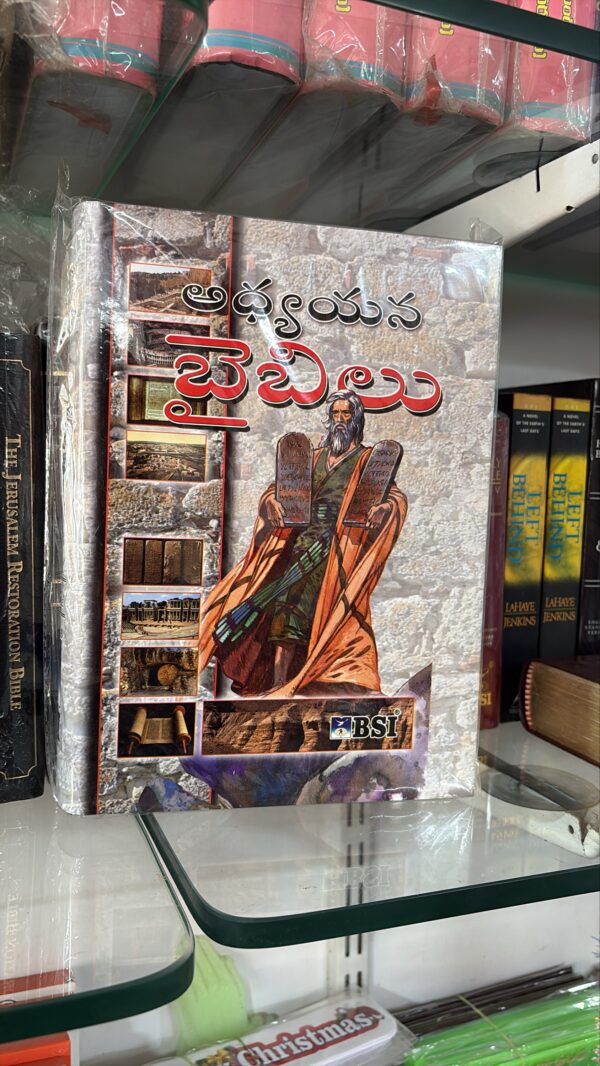 అధ్యయన
బైబిలు
BSI
THE JERUSALEM RESTORATION BIBLE
A NOVEL
OF THE EARTH'S
LAST DAYS
LEFT
BEHIND
LAHAYE
JENKINS
A NOVEL
OF THE EARTH'S
LAST DAYS
LEFT
BEHIND
LAHAYE
JENKINS
BSI
Christmas